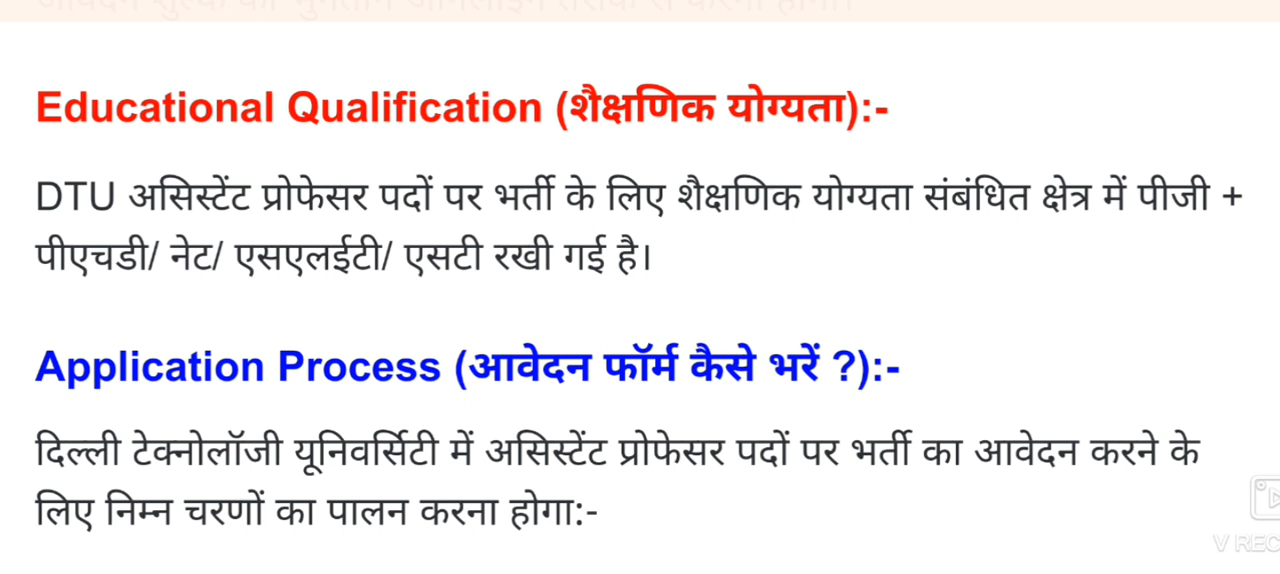 Educational Qualification (शैक्षणिक योग्यता):-
DTU असिस्टेंट प्रोफेसर पदों पर भर्ती के लिए शैक्षणिक योग्यता संबंधित क्षेत्र में पीजी +
पीएचडी/ नेट/ एसएलईटी/ एसटी रखी गई है।
Application Process (आवेदन फॉर्म कैसे भरें ?):-
दिल्ली टेक्नोलॉजी यूनिवर्सिटी में असिस्टेंट प्रोफेसर पदों पर भर्ती का आवेदन करने के
लिए निम्न चरणों का पालन करना होगा:-
V REC